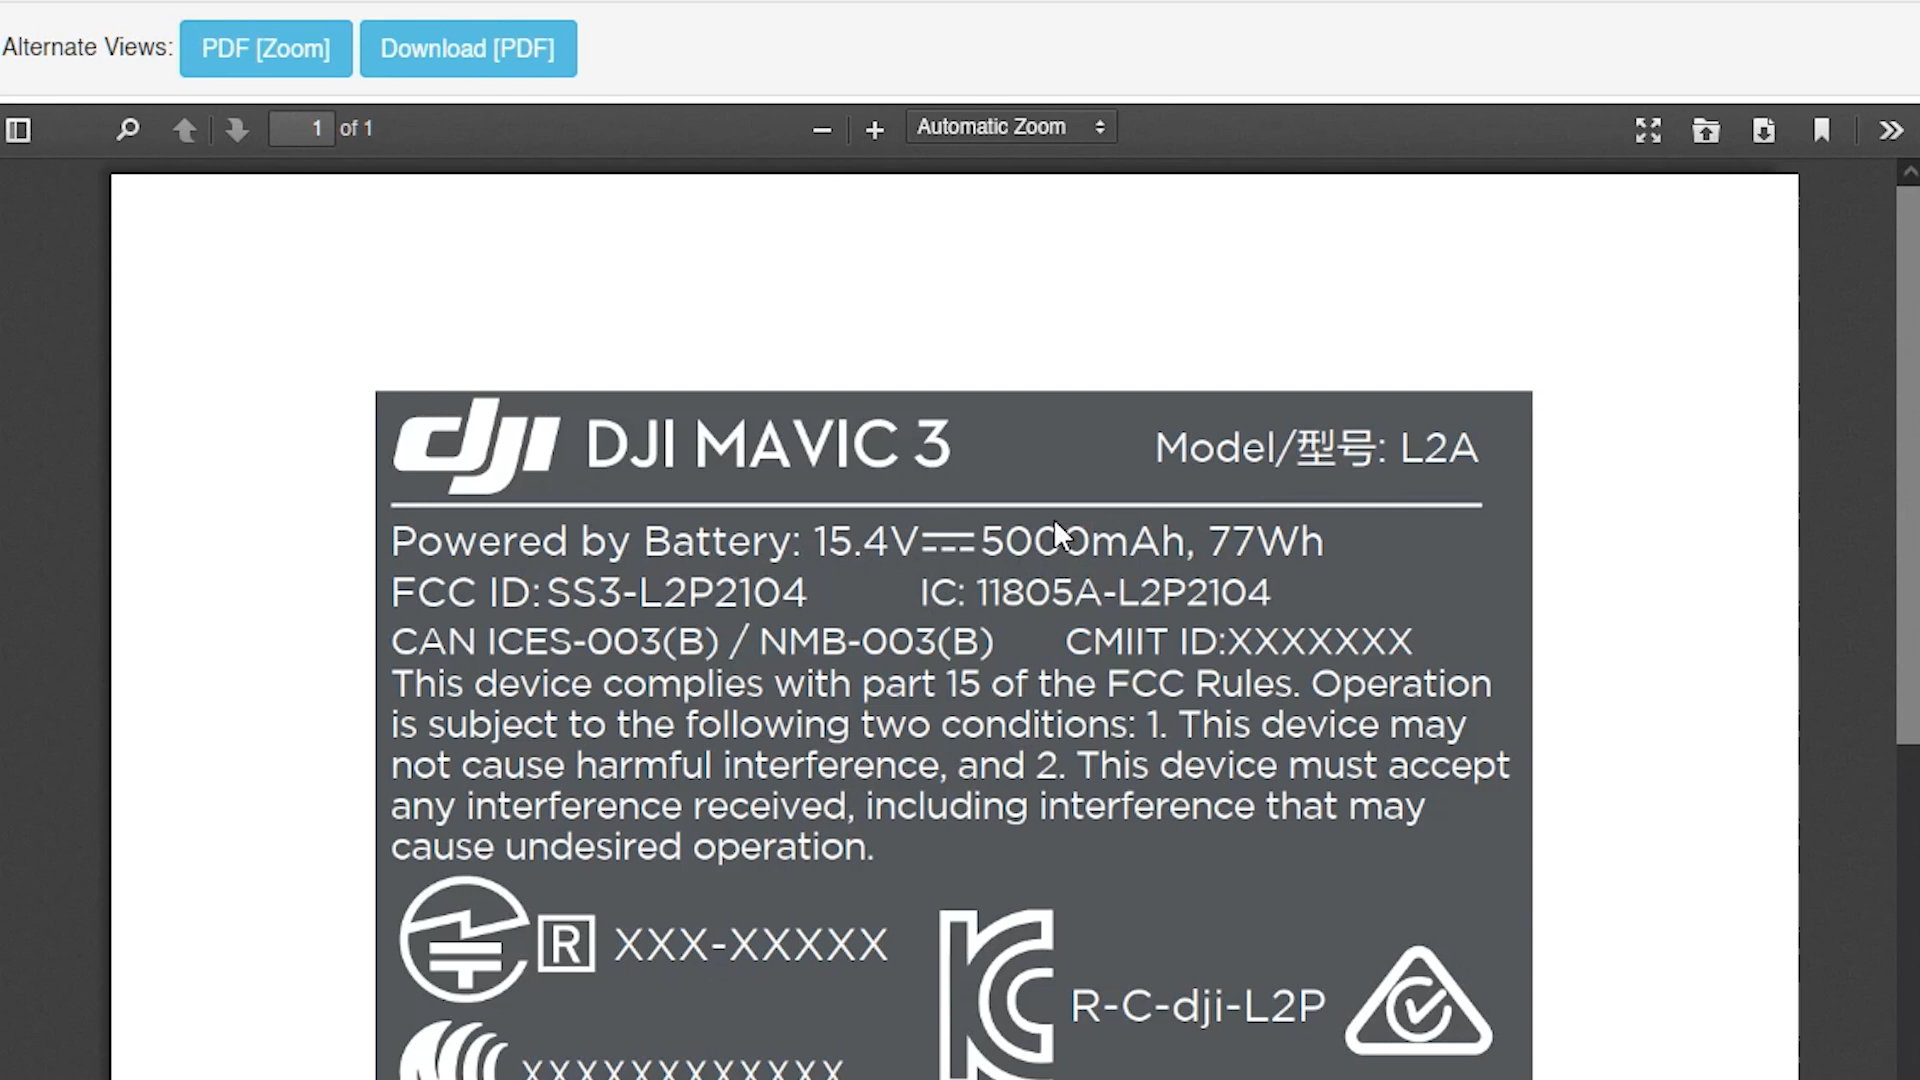 Alternate Views: PDF [Zoom] Download [PDF]
1 of 1 Automatic Zoom
dji DJI MAVIC 3 Model/型号: L2A
Powered by Battery: 15.4V⎓5000mAh, 77Wh
FCC ID:SS3-L2P2104 IC: 11805A-L2P2104
CAN ICES-003(B) / NMB-003(B) CMIIT ID:XXXXXXX
This device complies with part 15 of the FCC Rules. Operation
is subject to the following two conditions: 1. This device may
not cause harmful interference, and 2. This device must accept
any interference received, including interference that may
cause undesired operation.
R XXX-XXXXX
R-C-dji-L2P
XXXXXXXXXXXX